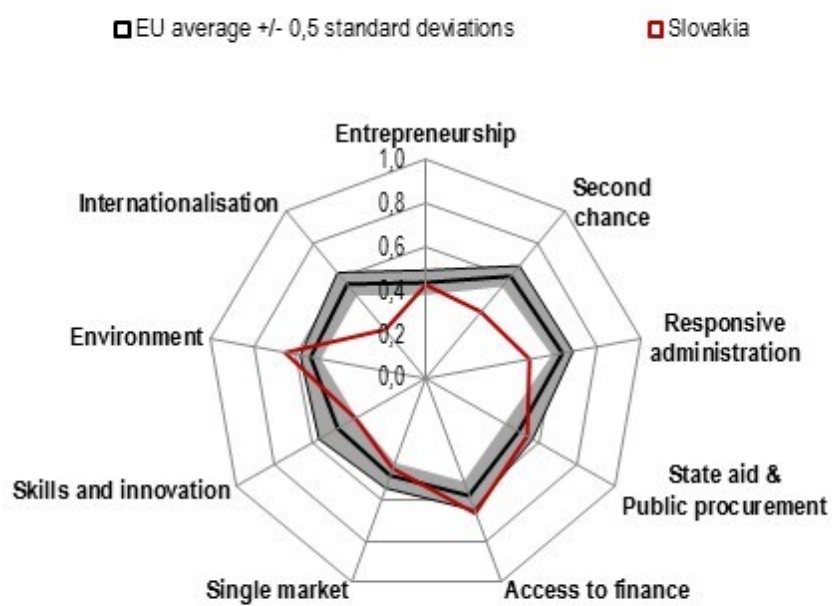 EU average +/- 0,5 standard deviations
Slovakia
Entrepreneurship
1,0
0,8
0,6
0,4
0,2
0,0
Second
chance
Responsive
administration
State aid &
Public procurement
Access to finance
Single market
Skills and innovation
Environment
Internationalisation